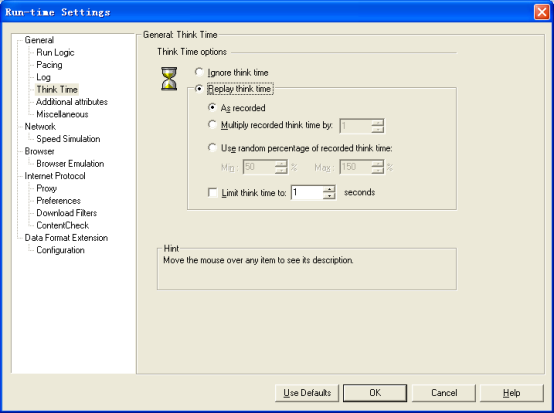 Run-time Settings
General
Run Logic
Pacing
Log
Think Time
Additional attributes
Miscellaneous
Network
Speed Simulation
Browser
Browser Emulation
Internet Protocol
Proxy
Preferences
Download Filters
ContentCheck
Data Format Extension
Configuration
General: Think Time
Think Time options
Ignore think time
Replay think time
As recorded
Multiply recorded think time by: 1
Use random percentage of recorded think time:
Min: 50 % Max: 150 %
Limit think time to: 1 seconds
Hint
Move the mouse over any item to see its description.
Use Defaults OK Cancel Help